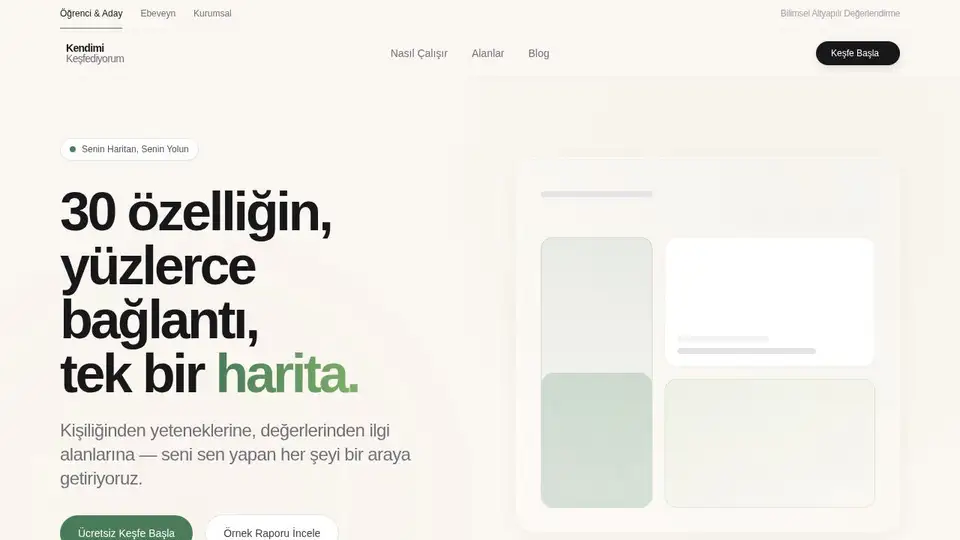 Öğrenci & Aday
Ebeveyn
Kurumsal
Bilimsel Altyapılı Değerlendirme
Kendimi
Keşfediyorum
Nasıl Çalışır
Alanlar
Blog
Keşfe Başla
Senin Haritan, Senin Yolun
30 özelliğin,
yüzlerce
bağlantı,
tek bir harita.
Kişiliğinden yeteneklerine, değerlerinden ilgi
alanlarına — seni sen yapan her şeyi bir araya
getiriyoruz.
Ücretsiz Keşfe Başla
Örnek Raporu İncele